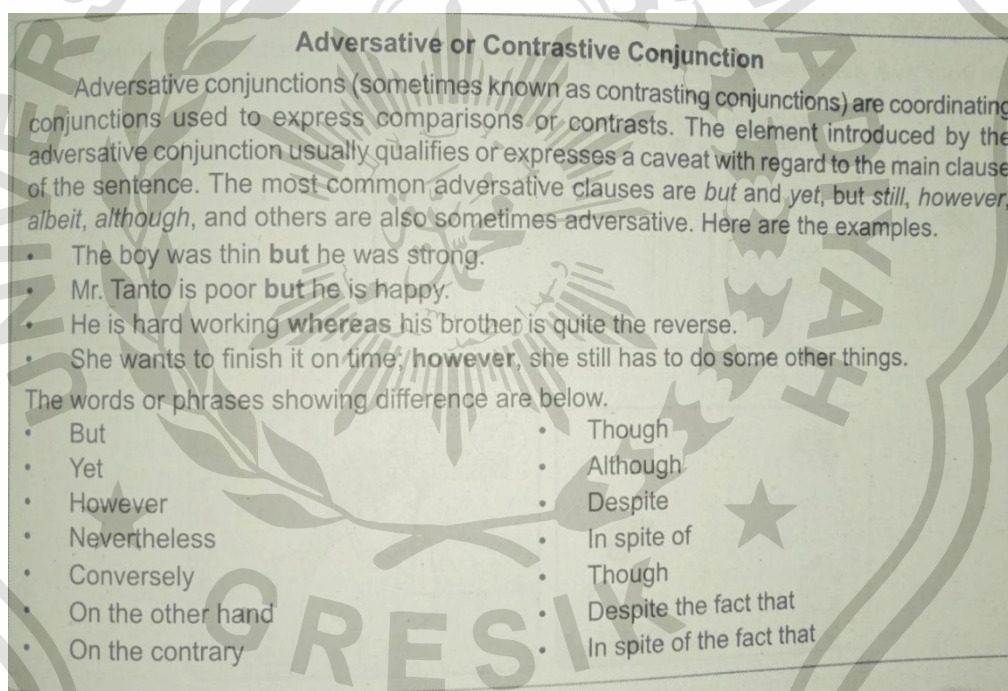 Adversative or Contrastive Conjunction
Adversative conjunctions (sometimes known as contrasting conjunctions) are coordinating
conjunctions used to express comparisons or contrasts. The element introduced by the
adversative conjunction usually qualifies or expresses a caveat with regard to the main clause
of the sentence. The most common adversative clauses are but and yet, but still, however,
albeit, although, and others are also sometimes adversative. Here are the examples.
• The boy was thin but he was strong.
• Mr. Tanto is poor but he is happy.
• He is hard working whereas his brother is quite the reverse.
• She wants to finish it on time; however, she still has to do some other things.
The words or phrases showing difference are below.
• But
• Yet
• However
• Nevertheless
• Conversely
• On the other hand
• On the contrary
• Though
• Although
• Despite
• In spite of
• Though
• Despite the fact that
• In spite of the fact that
GRESIK